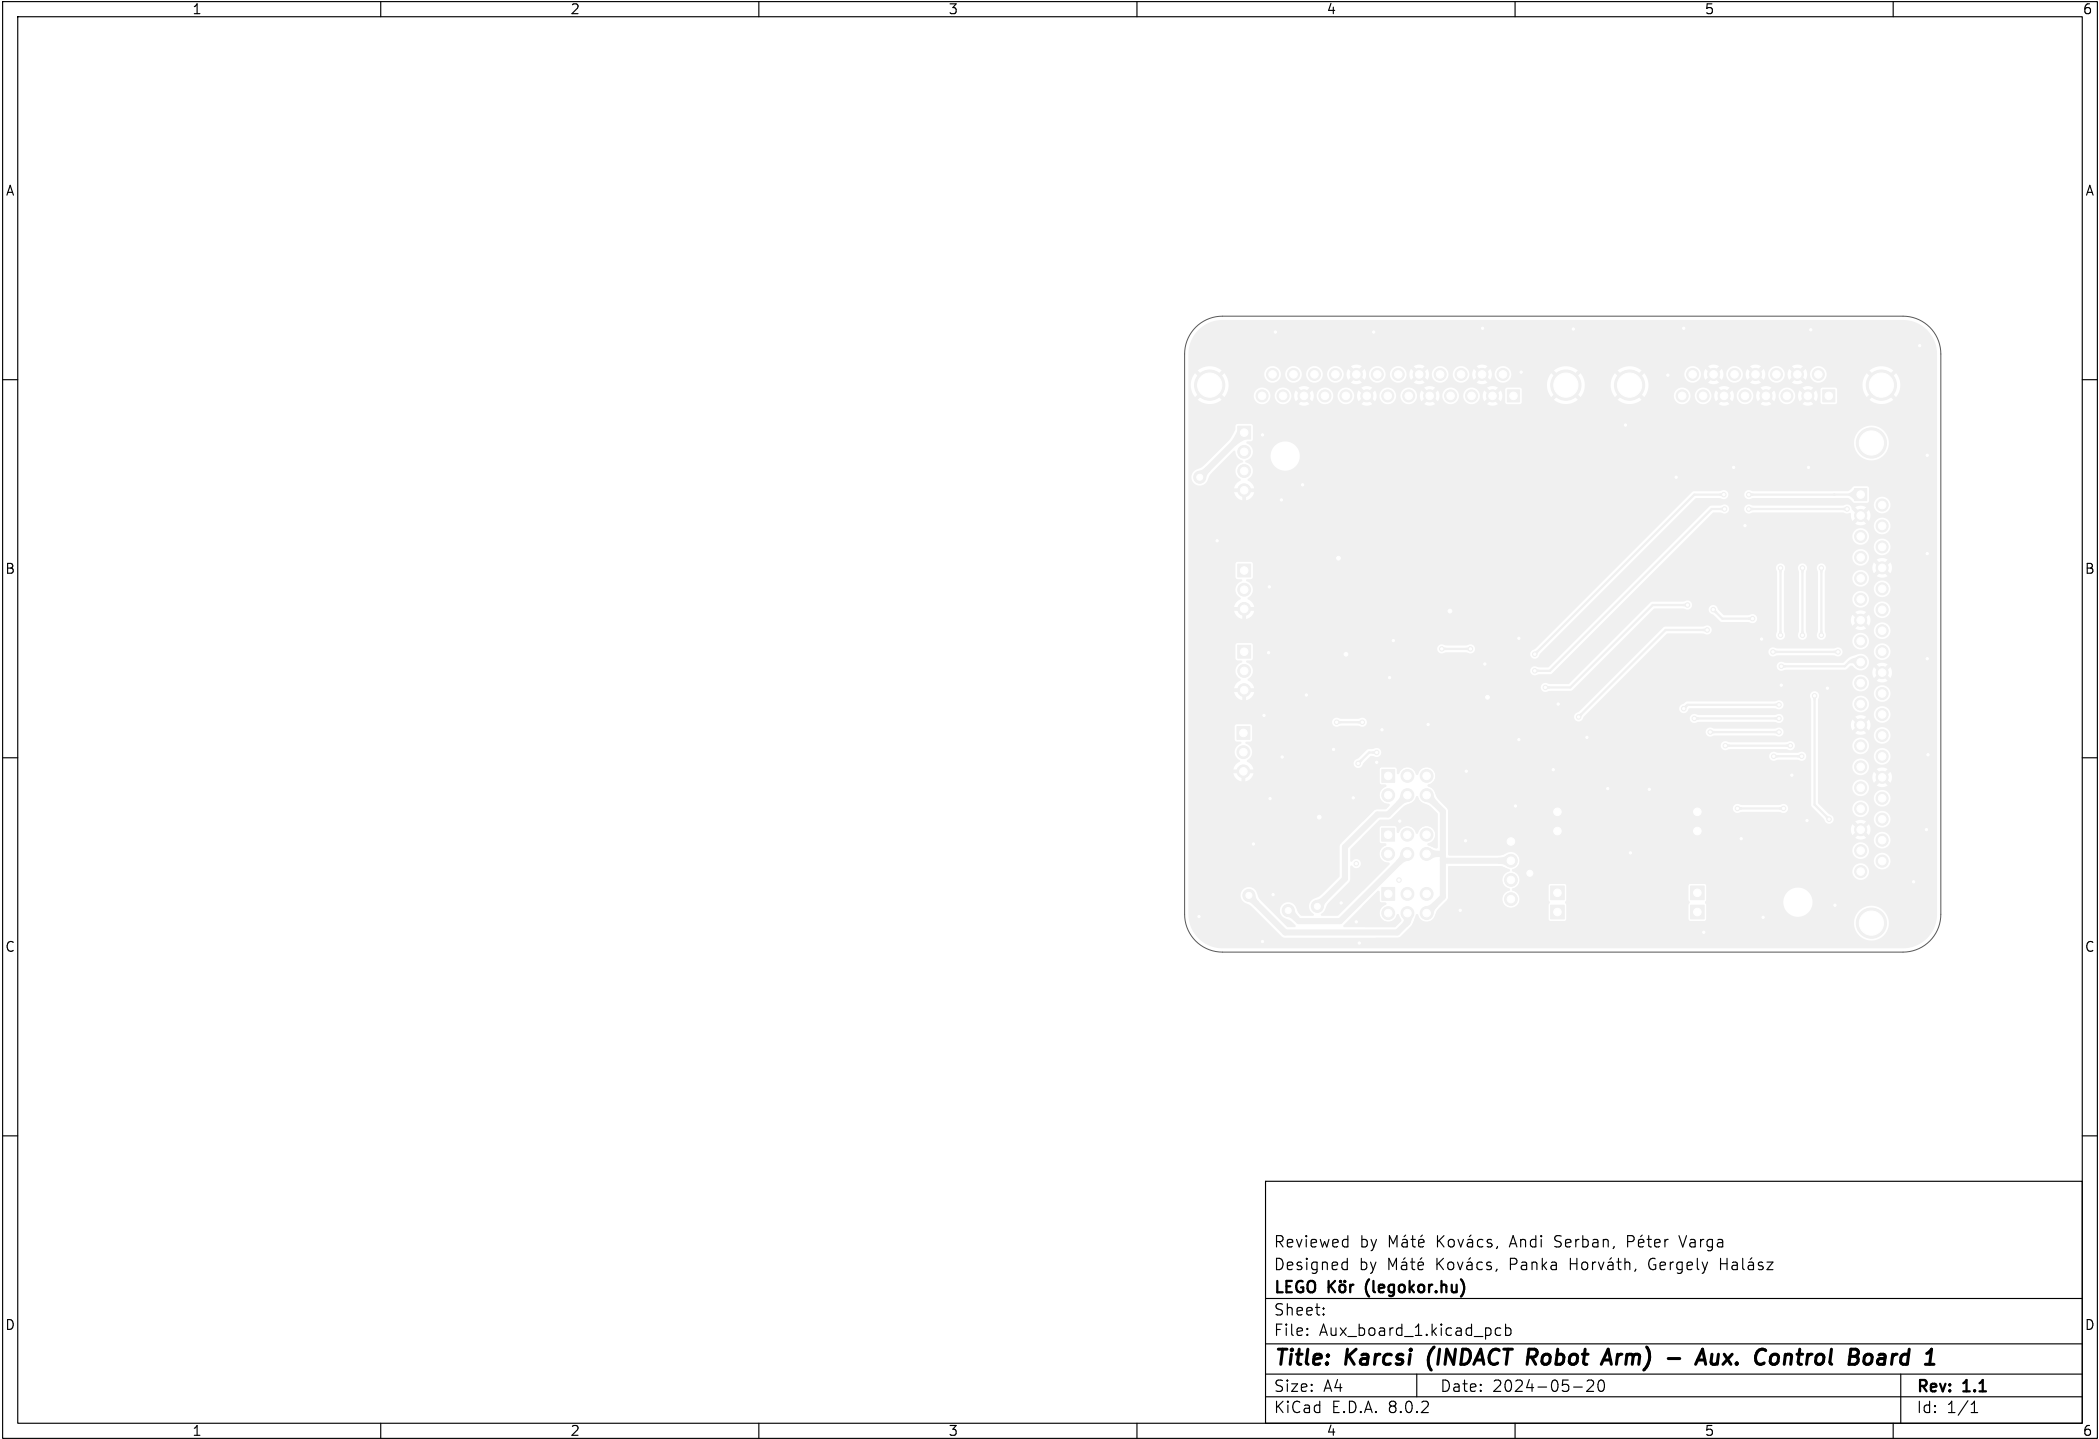 1 2 3 4 5 6
A A
B B
C C
Reviewed by Máté Kovács, Andi Serban, Péter Varga
Designed by Máté Kovács, Panka Horváth, Gergely Halász
LEGO Kör (legokor.hu)
Sheet:
File: Aux_board_1.kicad_pcb
D D
Title: Karcsi (INDACT Robot Arm) – Aux. Control Board 1
Size: A4 Date: 2024–05–20 Rev: 1.1
KiCad E.D.A. 8.0.2 Id: 1/1
1 2 3 4 5 6